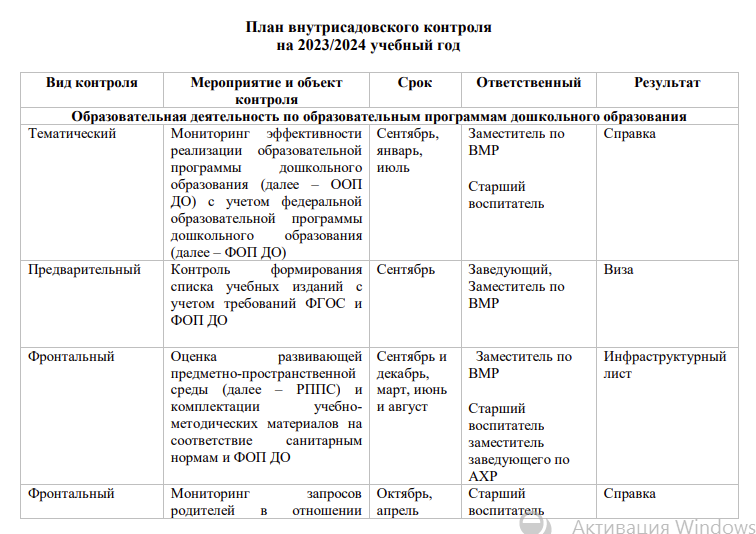 План внутрисадовского контроля
на 2023/2024 учебный год
Вид контроля
Мероприятие и объект
контроля
Срок
Ответственный
Результат
Образовательная деятельность по образовательным программам дошкольного образования
Тематический
Мониторинг эффективности
реализации образовательной
программы дошкольного
образования (далее – ООП
ДО) с учетом федеральной
образовательной программы
дошкольного образования
(далее – ФОП ДО)
Сентябрь,
январь,
июль
Заместитель по
ВМР
Старший
воспитатель
Справка
Предварительный
Контроль формирования
списка учебных изданий с
учетом требований ФГОС и
ФОП ДО
Сентябрь
Заведующий,
Заместитель по
ВМР
Виза
Фронтальный
Оценка развивающей
предметно-пространственной
среды (далее – РППС) и
комплектации учебно-
методических материалов на
соответствие санитарным
нормам и ФОП ДО
Сентябрь и
декабрь,
март, июнь
и август
Заместитель по
ВМР
Старший
воспитатель
заместитель
заведующего по
АХР
Инфраструктурный
лист
Фронтальный
Мониторинг запросов
родителей в отношении
Октябрь,
апрель
Старший
воспитатель
Справка
Активация Windows